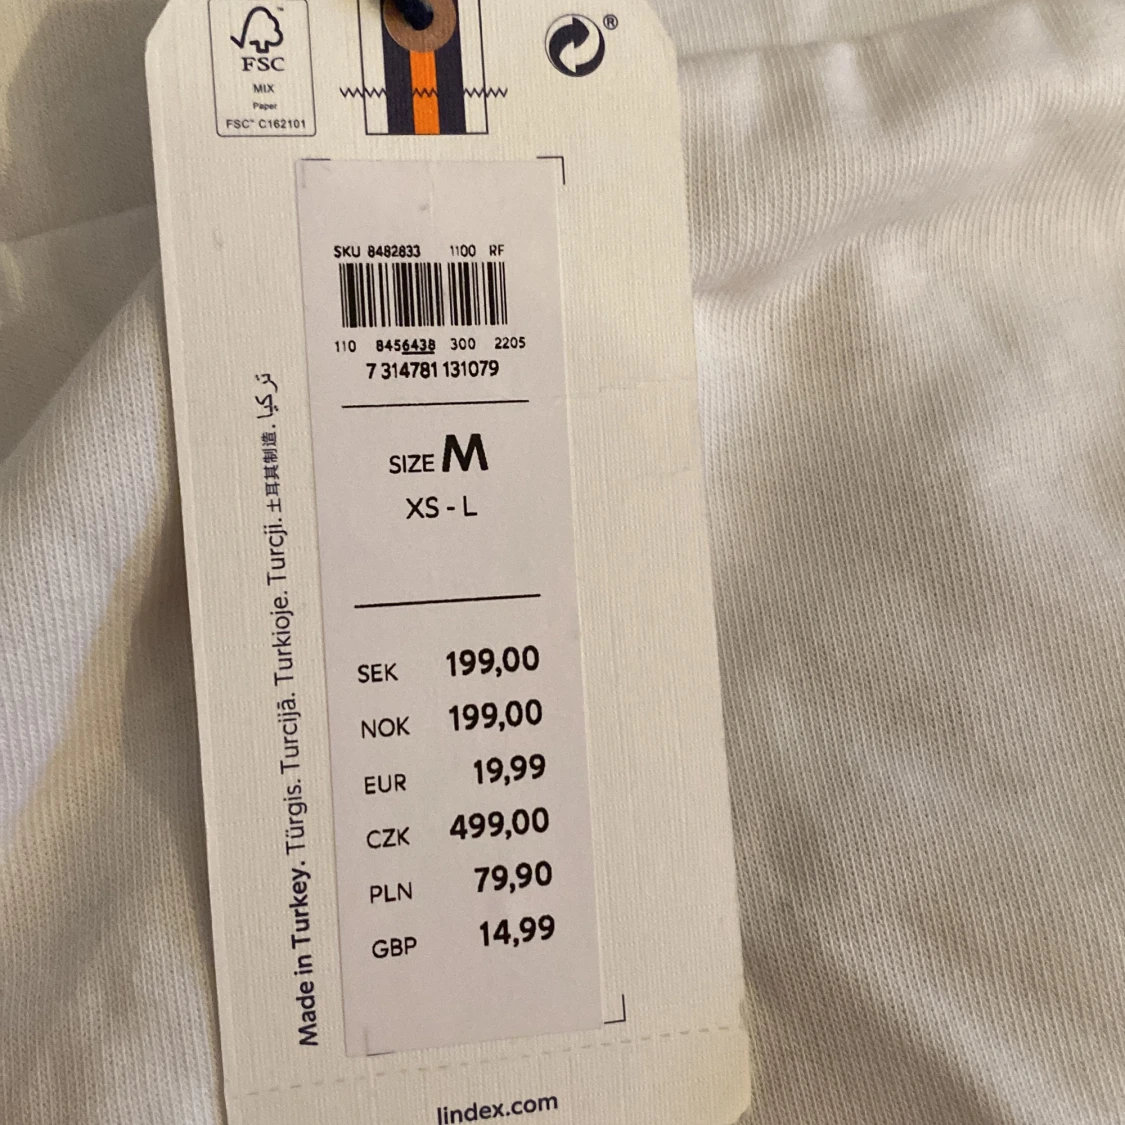 FSC
MIX
Paper
FSC™ C162101
®
SKU 8482833 1100 RF
110 8456438 300 2205
7 314781 131079
SIZE M
XS - L
SEK 199,00
NOK 199,00
EUR 19,99
CZK 499,00
PLN 79,90
GBP 14,99
Made in Turkey. Türgis. Turcijā. Turkioje. Turcji. 土耳其制造. تركيا
lindex.com